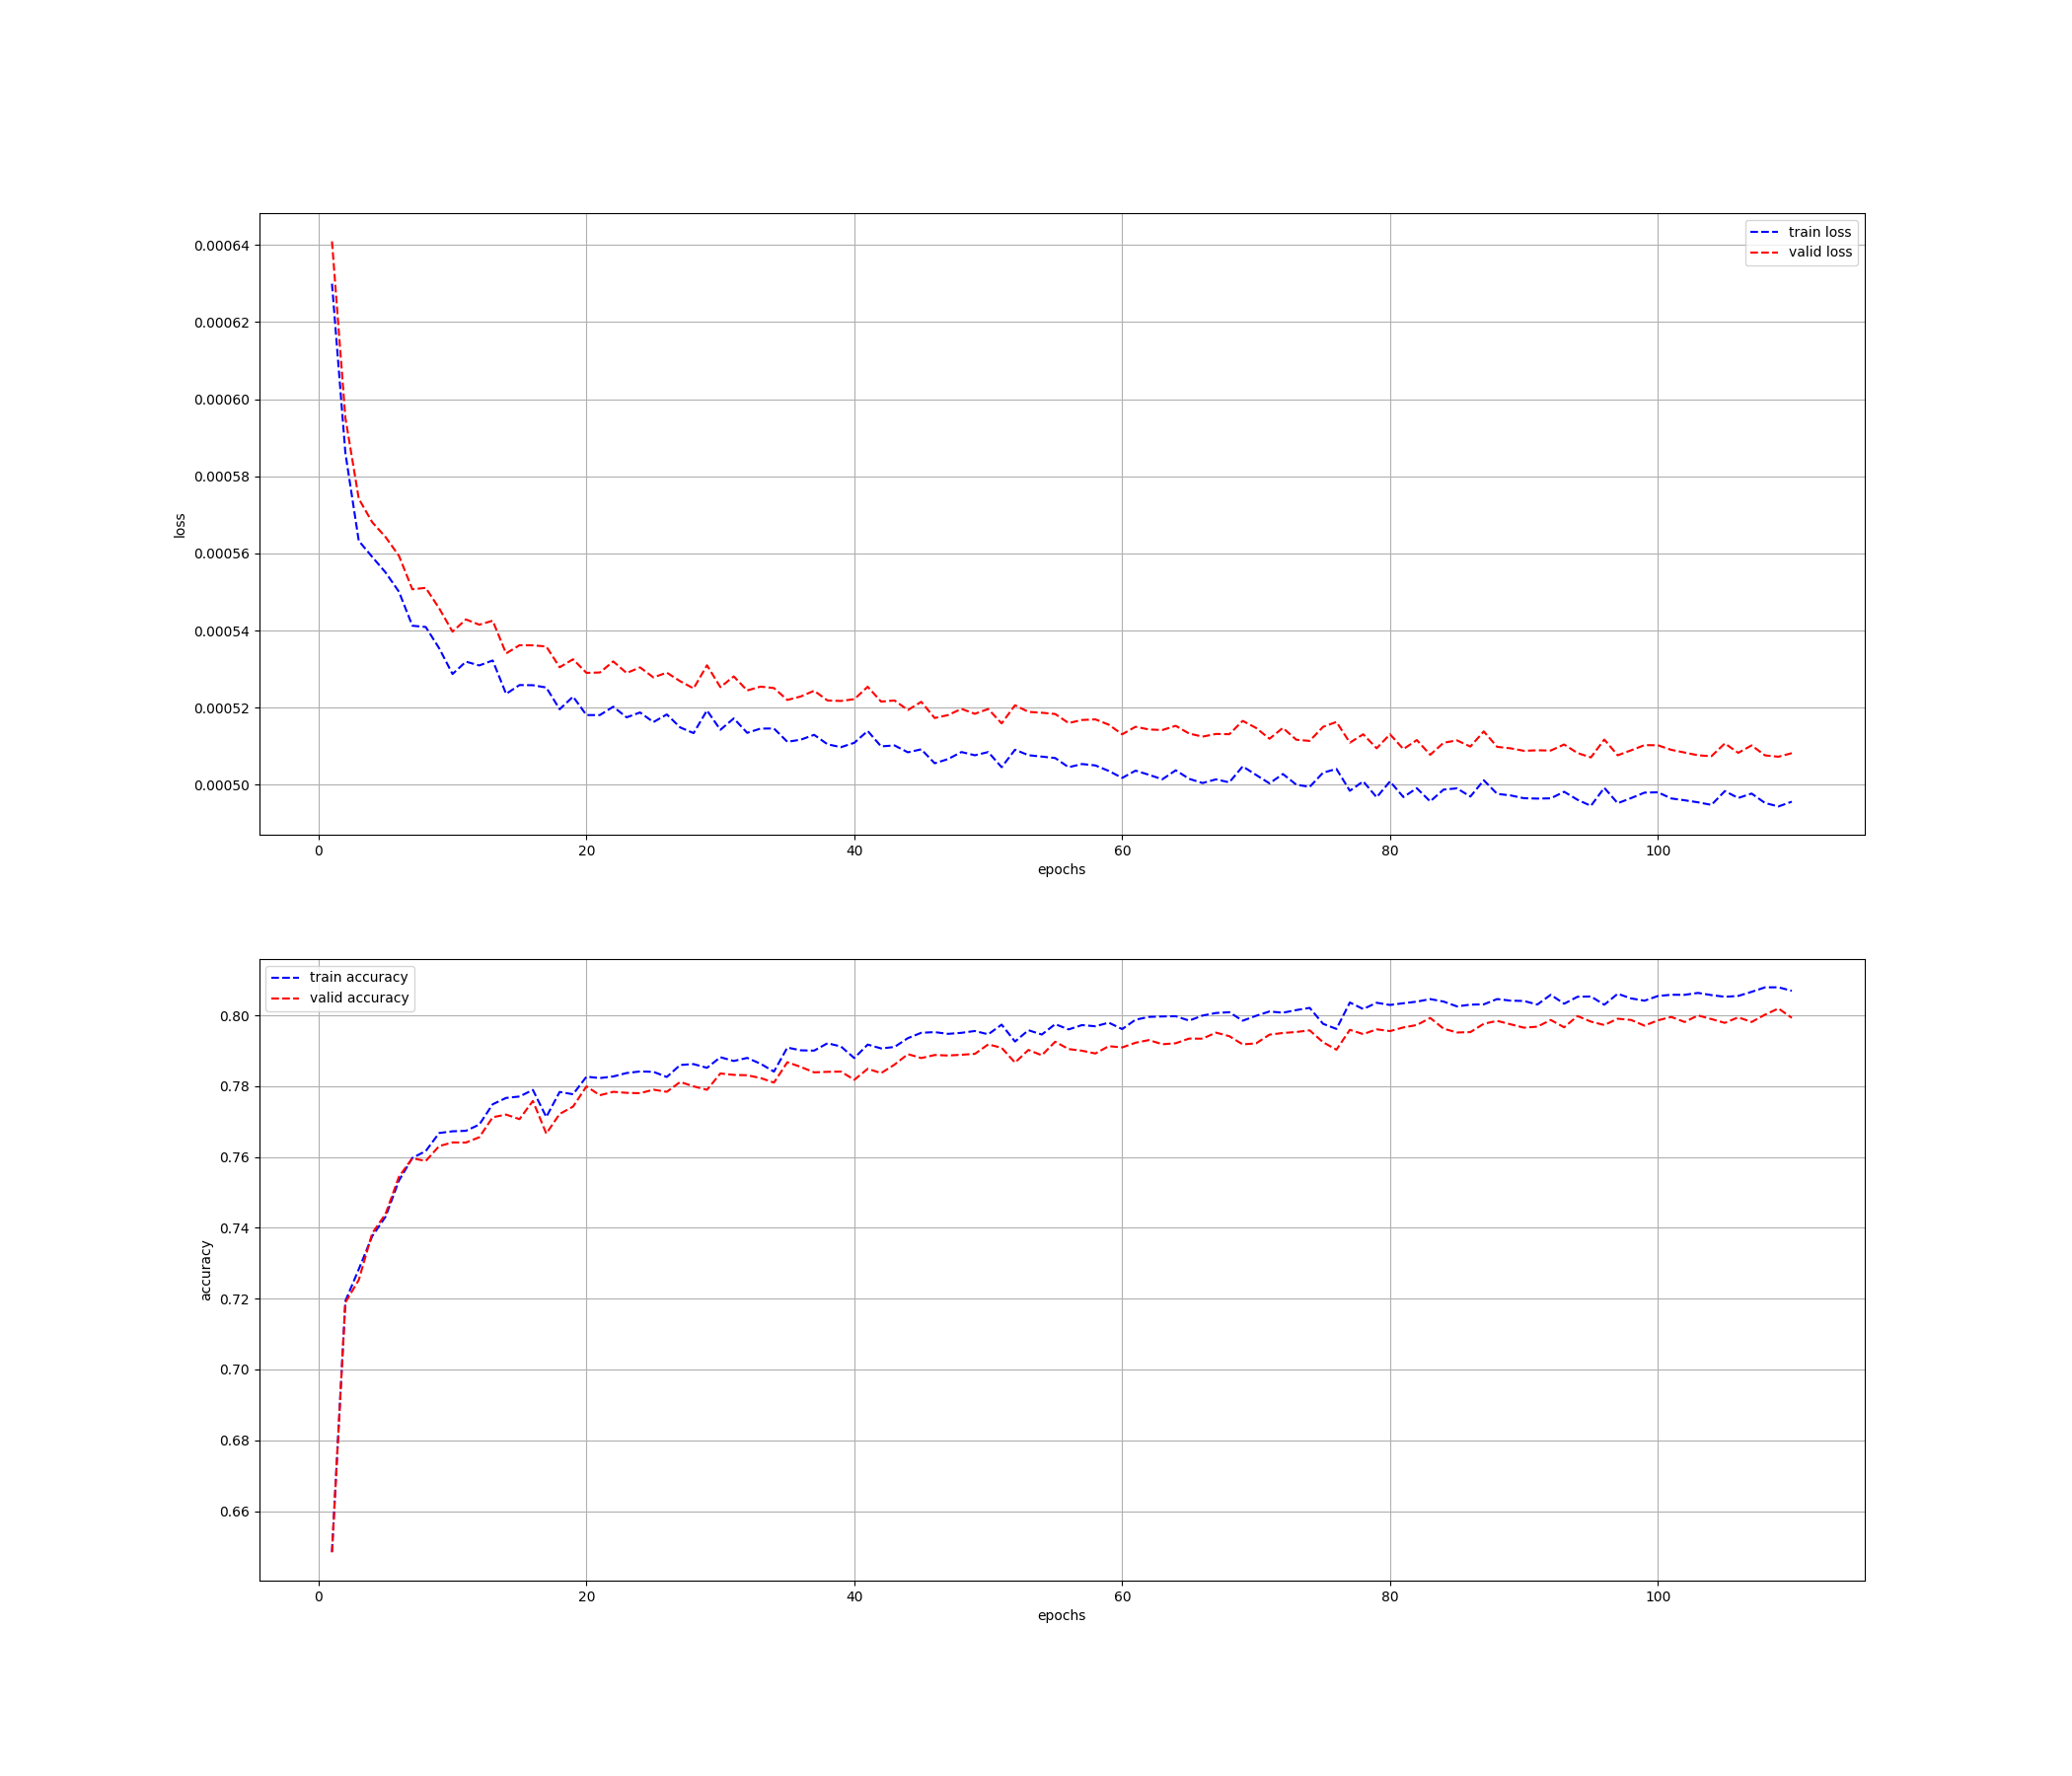 train loss
valid loss
0.00064
0.00062
0.00060
0.00058
0.00056
0.00054
0.00052
0.00050
loss
0 20 40 60 80 100
epochs
train accuracy
valid accuracy
0.80
0.78
0.76
0.74
0.72
0.70
0.68
0.66
accuracy
0 20 40 60 80 100
epochs